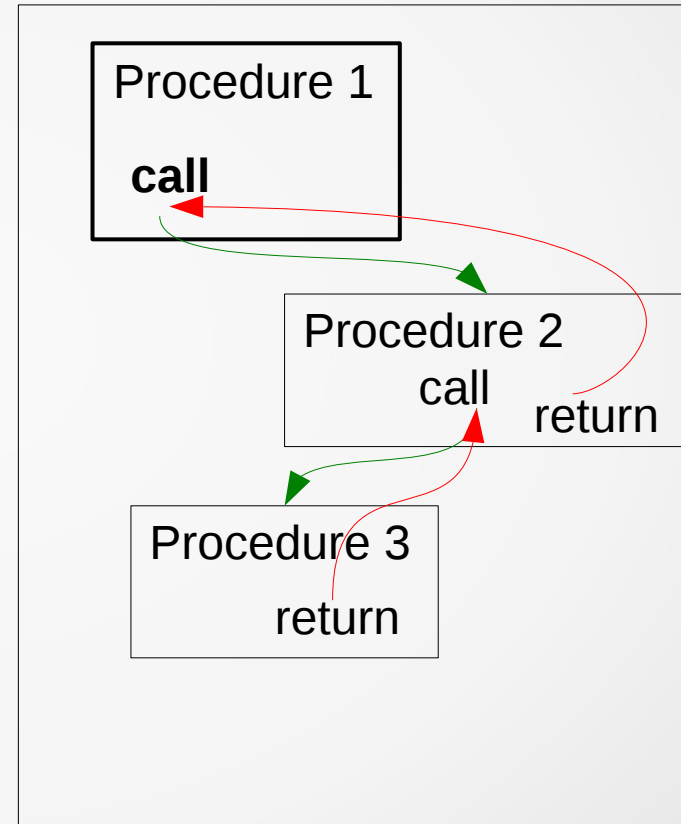 Procedure 1
call
Procedure 2
call
return
Procedure 3
return